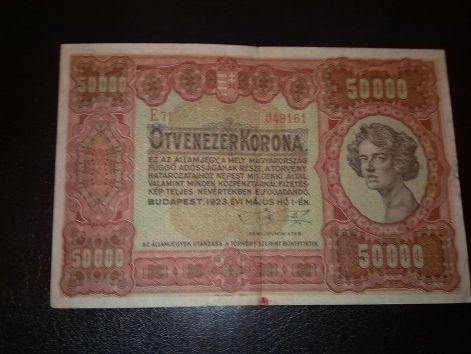 50000 50000
E 71 049161
ÖTVENEZER KORONA.
EZ AZ ÁLLAMJEGY, A MELY MAGYARORSZÁG
FÜGGŐ ADÓSSÁGÁNAK RÉSZE, A TÖRVÉNY
HATÁROZATAIHOZ KÉPEST MINDENKI ÁLTAL,
VALAMINT MINDEN KÖZPÉNZTÁRNÁL FIZETÉS-
KÉP TELJES NÉVÉRTÉKBEN ELFOGADANDÓ.
BUDAPEST, 1923. ÉVI MÁJUS HÓ 1-ÉN.
PÉNZÜGYMINISTER.
AZ ÁLLAMJEGYEK UTÁNZÁSA A TÖRVÉNY SZERINT BÜNTETTETIK.
50000 50000